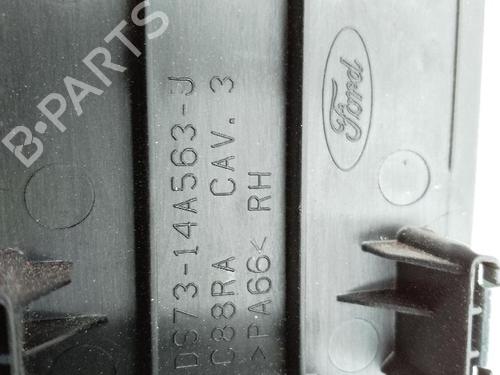 DS73-14A563-J
C88RA CAV. 3
>PA66< RH
Ford
B-PARTS